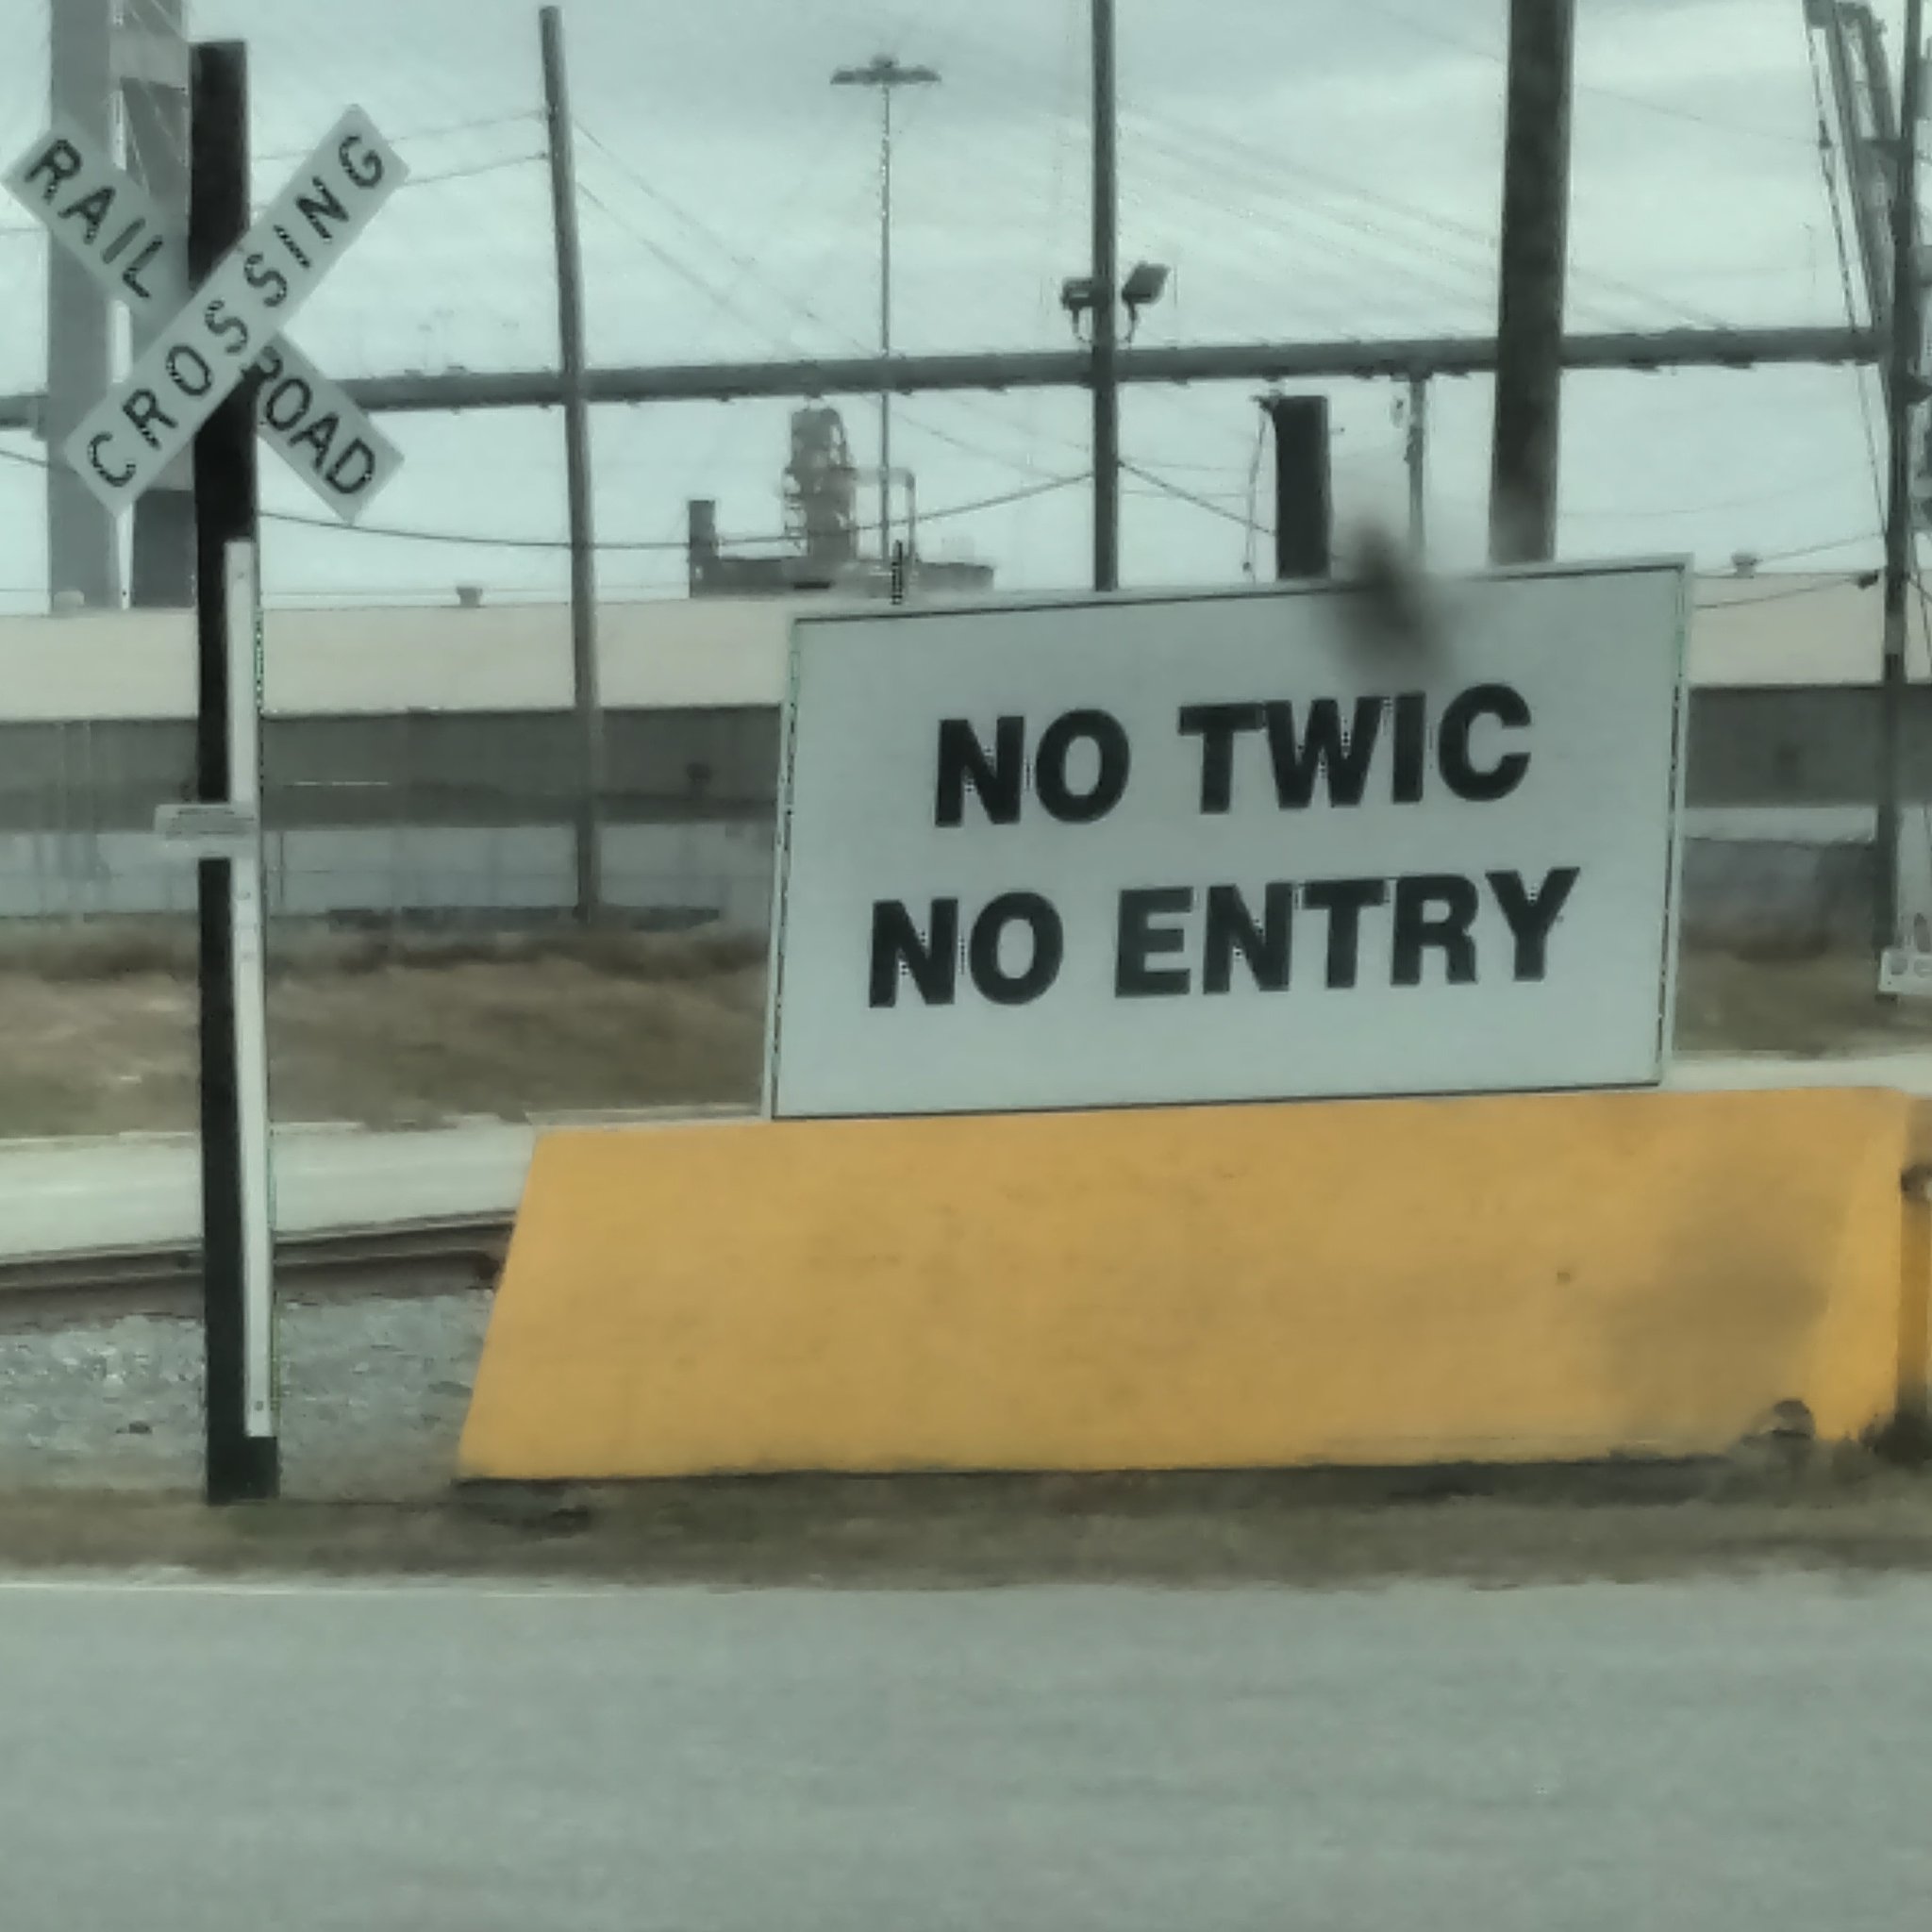 RAIL ROAD
CROSSING
NO TWIC
NO ENTRY